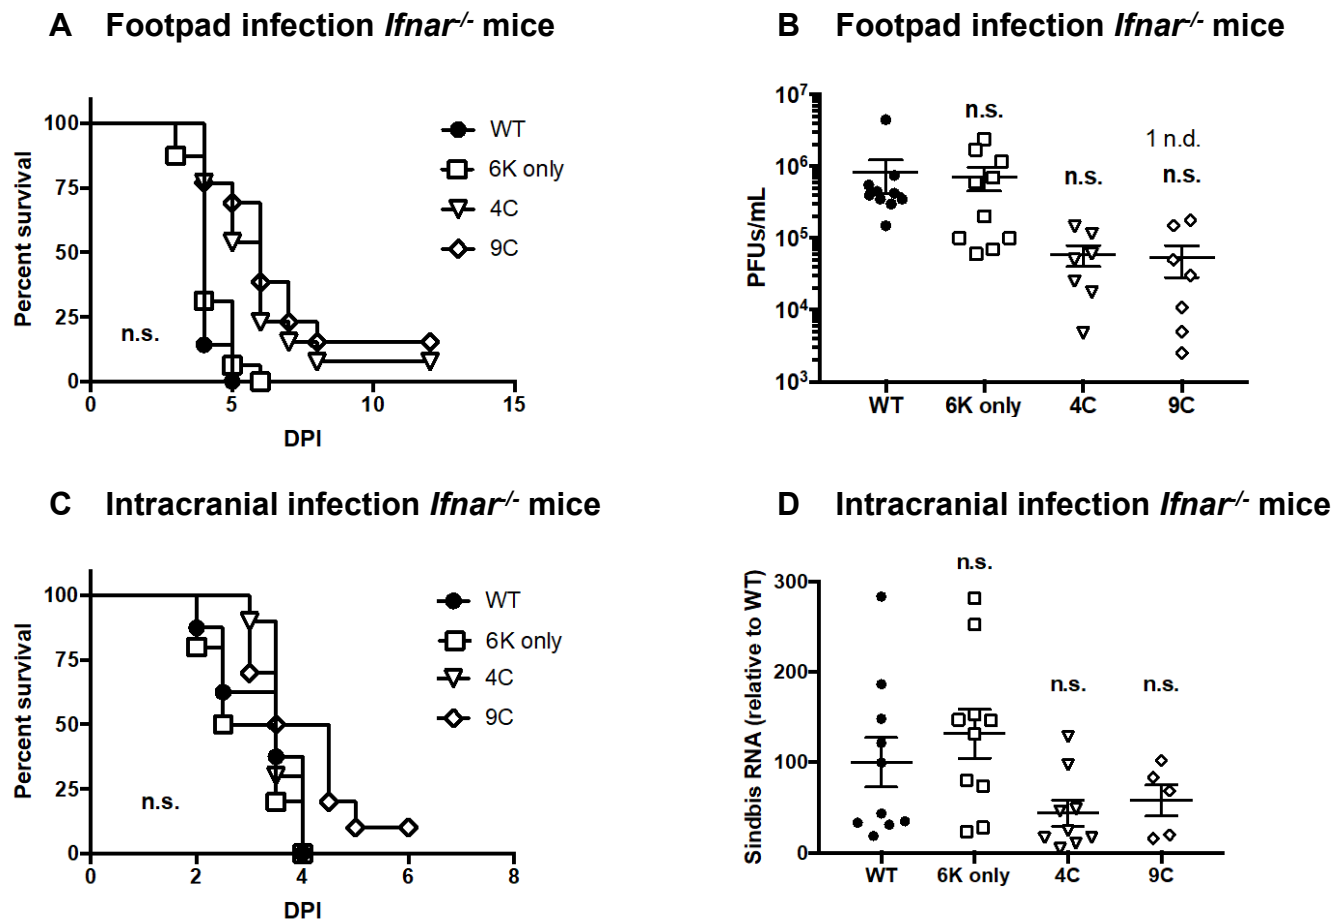 A Footpad infection Ifnar-/- mice
100
75
50
25
0
Percent survival
n.s.
WT
6K only
4C
9C
0 5 10 15
DPI
B Footpad infection Ifnar-/- mice
10^7
10^6
10^5
10^4
10^3
PFUs/mL
n.s.
n.s.
1 n.d.
n.s.
WT 6K only 4C 9C
C Intracranial infection Ifnar-/- mice
100
75
50
25
0
Percent survival
n.s.
WT
6K only
4C
9C
0 2 4 6 8
DPI
D Intracranial infection Ifnar-/- mice
300
200
100
0
Sindbis RNA (relative to WT)
n.s.
n.s.
n.s.
WT 6K only 4C 9C